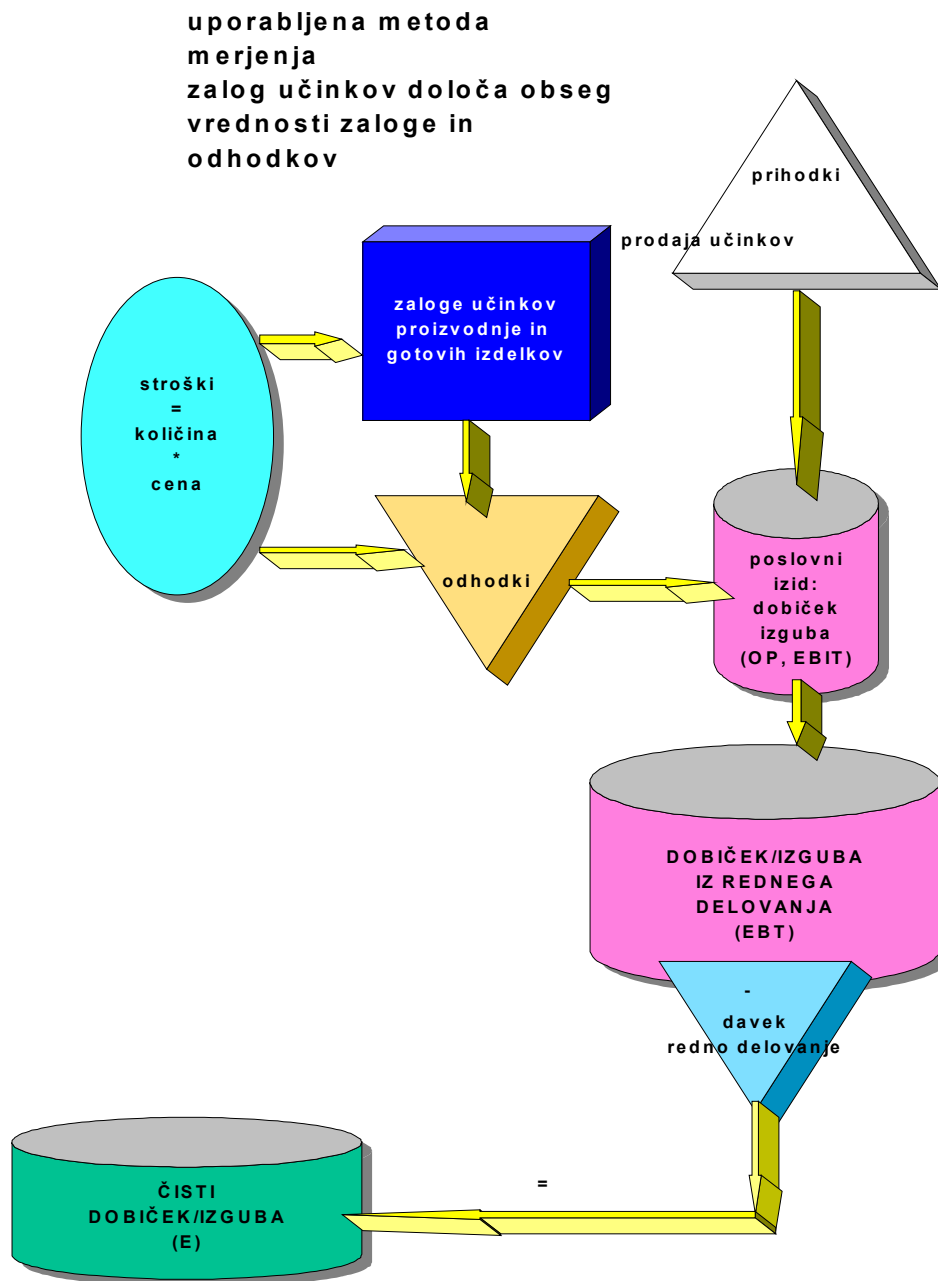 uporabljena metoda
merjenja
zalog učinkov določa obseg
vrednosti zaloge in
odhodkov
prihodki
prodaja učinkov
zaloge učinkov
proizvodnje in
gotovih izdelkov
stroški
=
količina
*
cena
odhodki
poslovni
izid:
dobiček
izguba
(OP, EBIT)
DOBIČEK/IZGUBA
IZ REDNEGA
DELOVANJA
(EBT)
-
davek
redno delovanje
=
ČISTI
DOBIČEK/IZGUBA
(E)